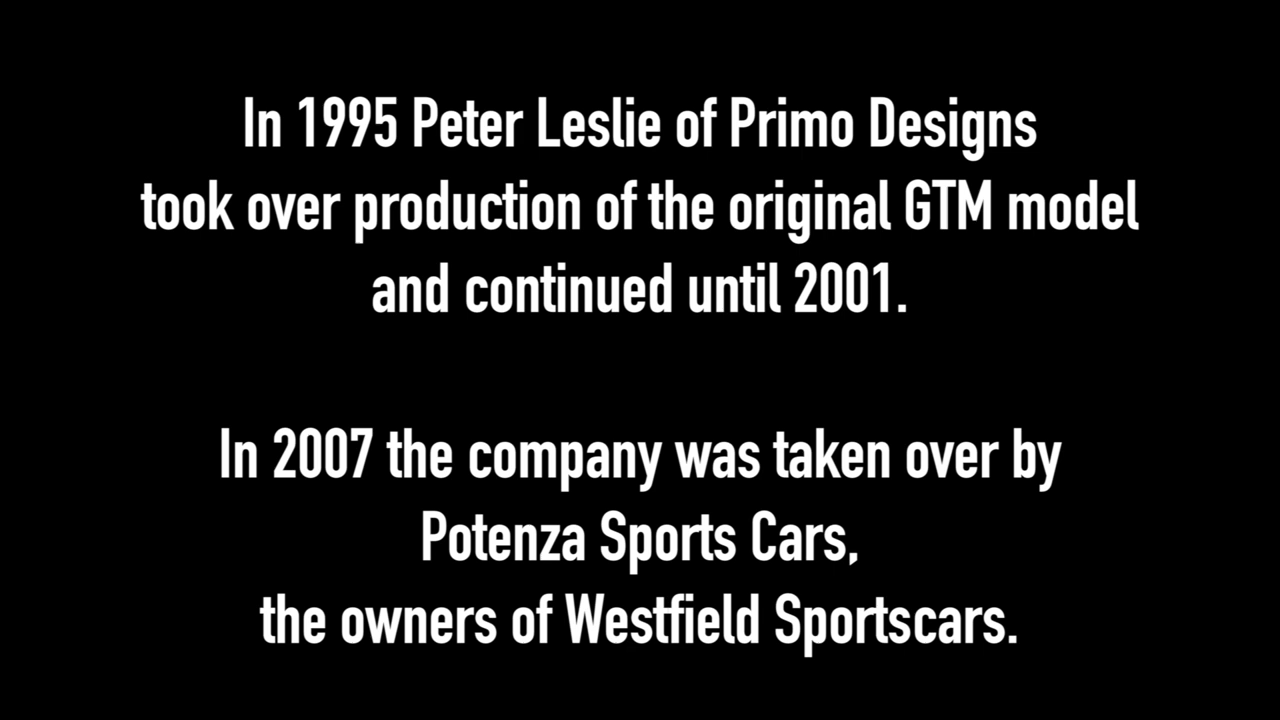 In 1995 Peter Leslie of Primo Designs
took over production of the original GTM model
and continued until 2001.
In 2007 the company was taken over by
Potenza Sports Cars,
the owners of Westfield Sportscars.